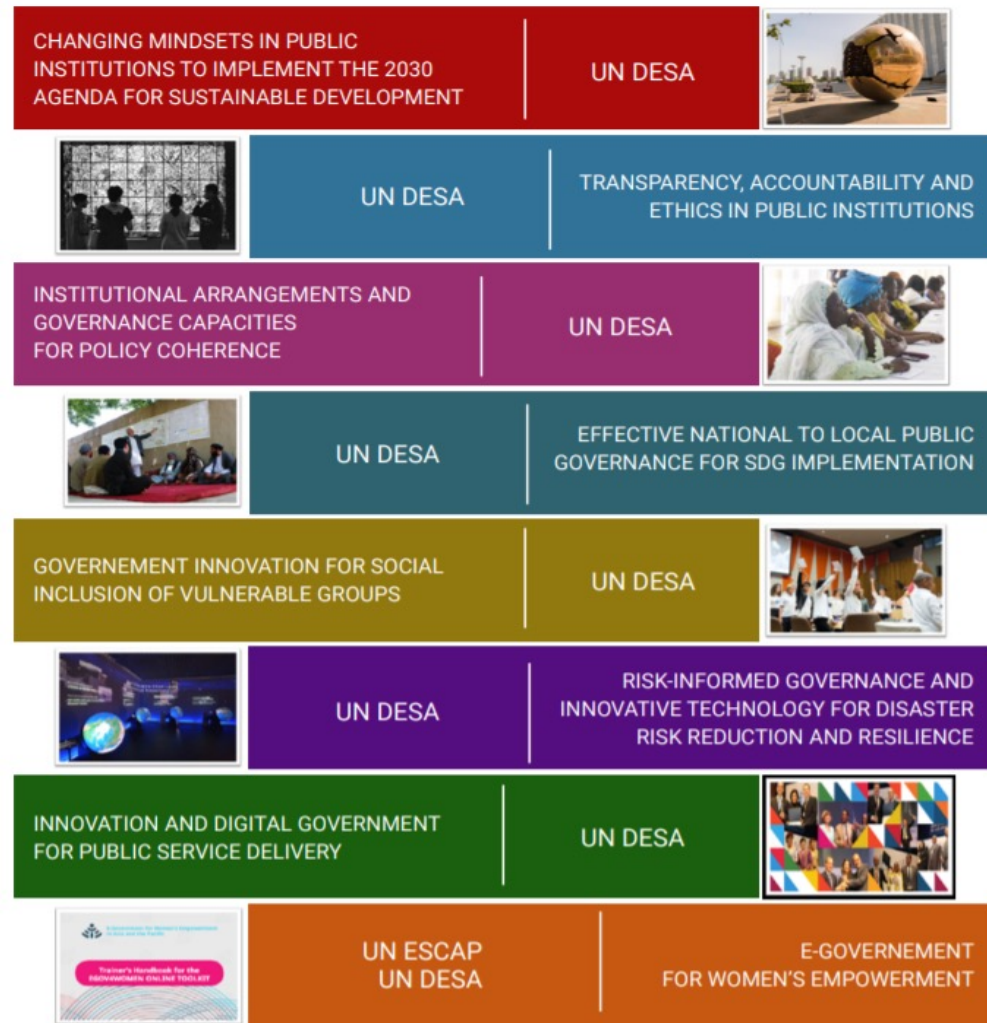 CHANGING MINDSETS IN PUBLIC
INSTITUTIONS TO IMPLEMENT THE 2030
AGENDA FOR SUSTAINABLE DEVELOPMENT
UN DESA
UN DESA
TRANSPARENCY, ACCOUNTABILITY AND
ETHICS IN PUBLIC INSTITUTIONS
INSTITUTIONAL ARRANGEMENTS AND
GOVERNANCE CAPACITIES
FOR POLICY COHERENCE
UN DESA
UN DESA
EFFECTIVE NATIONAL TO LOCAL PUBLIC
GOVERNANCE FOR SDG IMPLEMENTATION
GOVERNEMENT INNOVATION FOR SOCIAL
INCLUSION OF VULNERABLE GROUPS
UN DESA
UN DESA
RISK-INFORMED GOVERNANCE AND
INNOVATIVE TECHNOLOGY FOR DISASTER
RISK REDUCTION AND RESILIENCE
INNOVATION AND DIGITAL GOVERNMENT
FOR PUBLIC SERVICE DELIVERY
UN DESA
Trainer's Handbook for the
EGOV4WOMEN ONLINE TOOLKIT
UN ESCAP
UN DESA
E-GOVERNEMENT
FOR WOMEN'S EMPOWERMENT